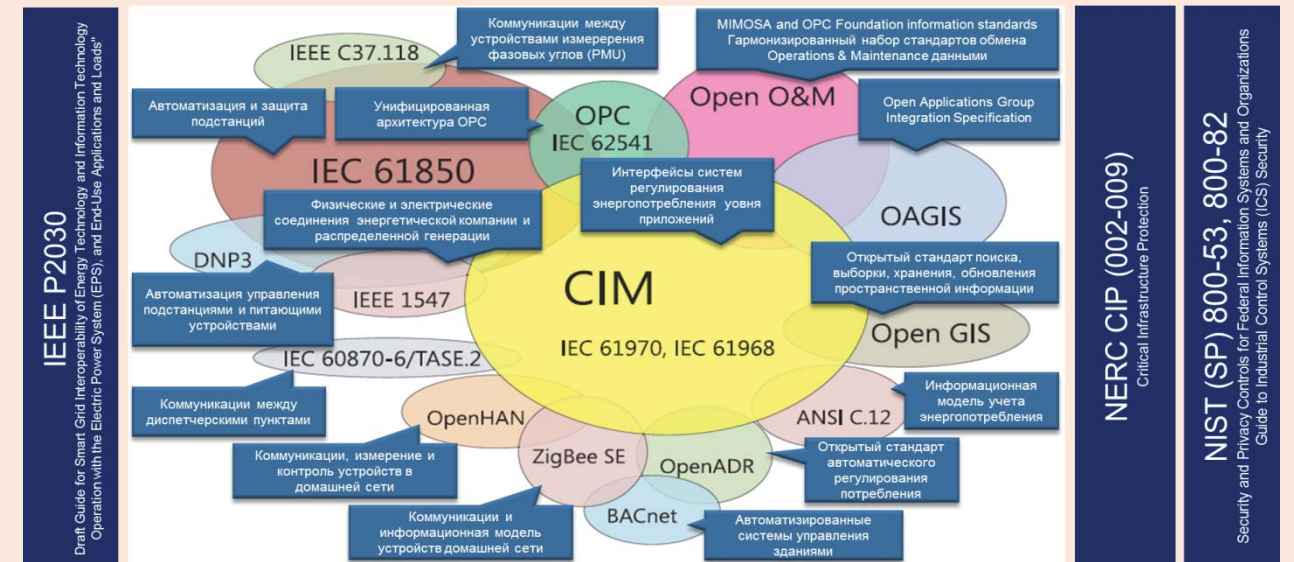 IEEE P2030
Draft Guide for Smart Grid Interoperability of Energy Technology and Information Technology
Operation with the Electric Power System (EPS), and End-Use Applications and Loads"
IEEE C37.118
Коммуникации между
устройствами измеререния
фазовых углов (PMU)
MIMOSA and OPC Foundation information standards
Гармонизированный набор стандартов обмена
Operations & Maintenance данными
Автоматизация и защита
подстанций
Унифицированная
архитектура OPC
OPC
IEC 62541
Open O&M
Open Applications Group
Integration Specification
IEC 61850
Интерфейсы систем
регулирования
энергопотребления уовня
приложений
Физические и электрические
соединения энергетической компании и
распределенной генерации
OAGIS
DNP3
Автоматизация управления
подстанциями и питающими
устройствами
IEEE 1547
CIM
IEC 61970, IEC 61968
Открытый стандарт поиска,
выборки, хранения, обновления
пространственной информации
Open GIS
IEC 60870-6/TASE.2
Коммуникации между
диспетчерскими пунктами
OpenHAN
ANSI C.12
Информационная
модель учета
энергопотребления
Коммуникации, измерение и
контроль устройств в
домашней сети
ZigBee SE
OpenADR
Открытый стандарт
автоматического
регулирования
потребления
Коммуникации и
информационная модель
устройств домашней сети
BACnet
Автоматизированные
системы управления
зданиями
NERC CIP (002-009)
Critical Infrastructure Protection
NIST (SP) 800-53, 800-82
Security and Privacy Controls for Federal Information Systems and Organizations
Guide to Industrial Control Systems (ICS) Security